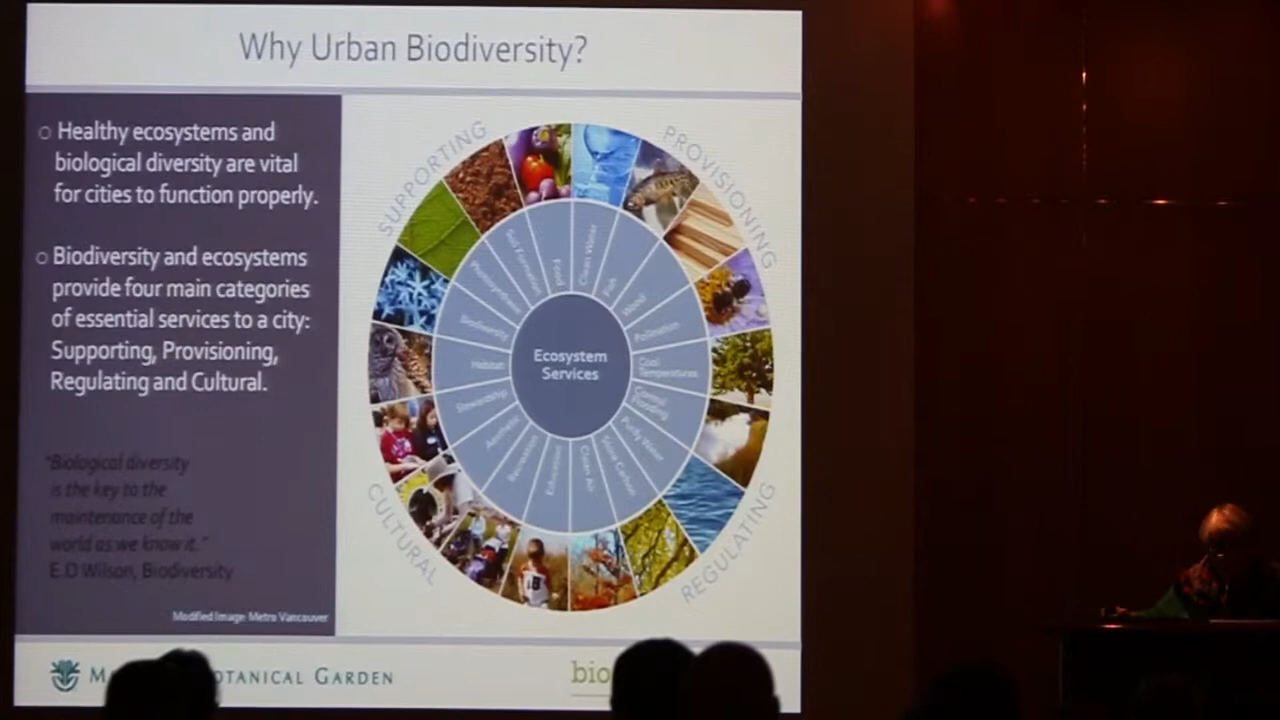 Why Urban Biodiversity?
Healthy ecosystems and
biological diversity are vital
for cities to function properly.
Biodiversity and ecosystems
provide four main categories
of essential services to a city:
Supporting, Provisioning,
Regulating and Cultural.
"Biological diversity
is the key to the
maintenance of the
world as we know it."
E.O Wilson, Biodiversity
Modified Image: Metro Vancouver
SUPPORTING
PROVISIONING
REGULATING
CULTURAL
Ecosystem
Services
Clean Water
Fish
Wood
Pollination
Cool
Temperatures
Control
Flooding
Purify Water
Store Carbon
Clean Air
Education
Recreation
Aesthetic
Stewardship
Habitat
Biodiversity
Photosynthesis
Soil Formation
Food
BOTANICAL GARDEN
bio